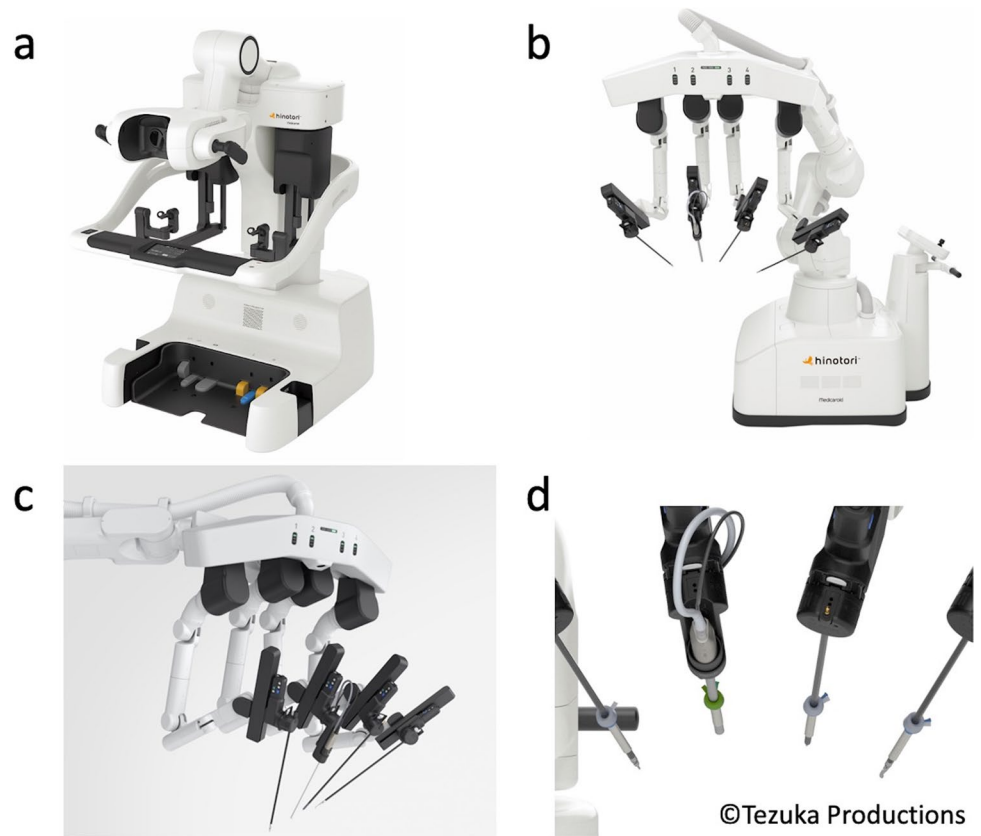 a
b
hinotori
1 2 3 4
hinotori
Medicaroid
c
d
1 2 3 4
©Tezuka Productions